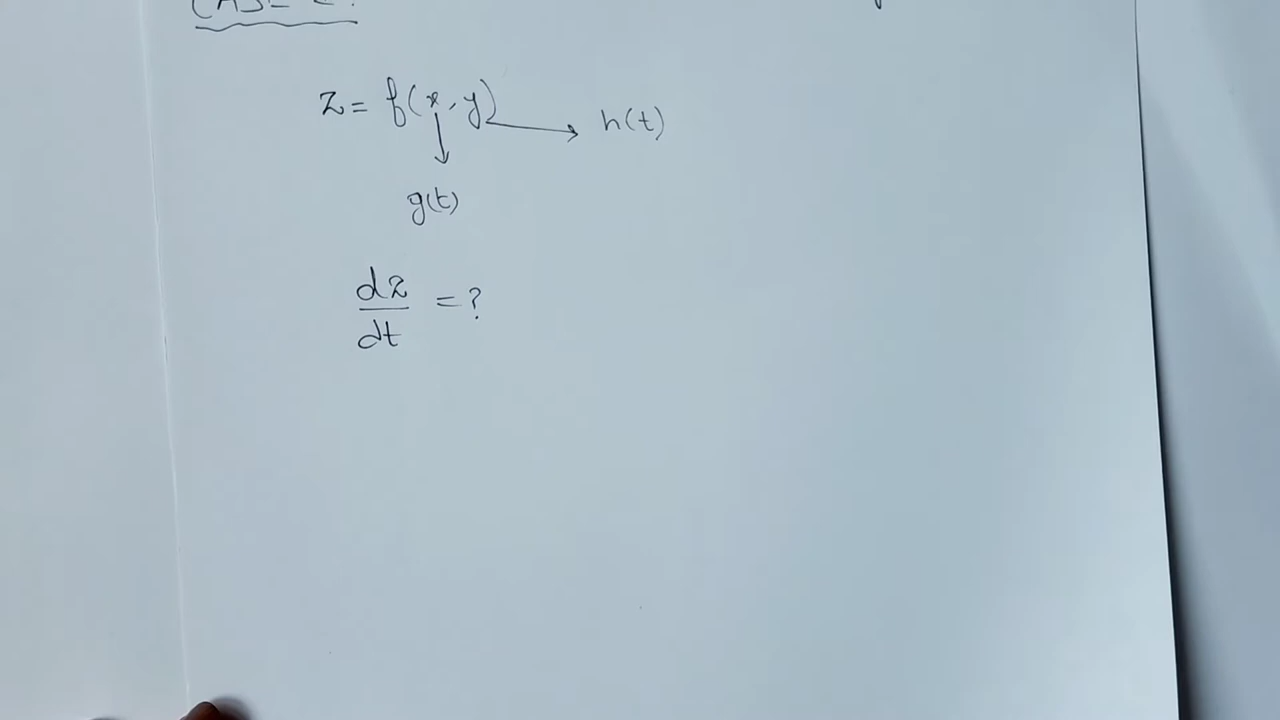 z = f(x, y) → h(t)
↓
g(t)
dz/dt = ?